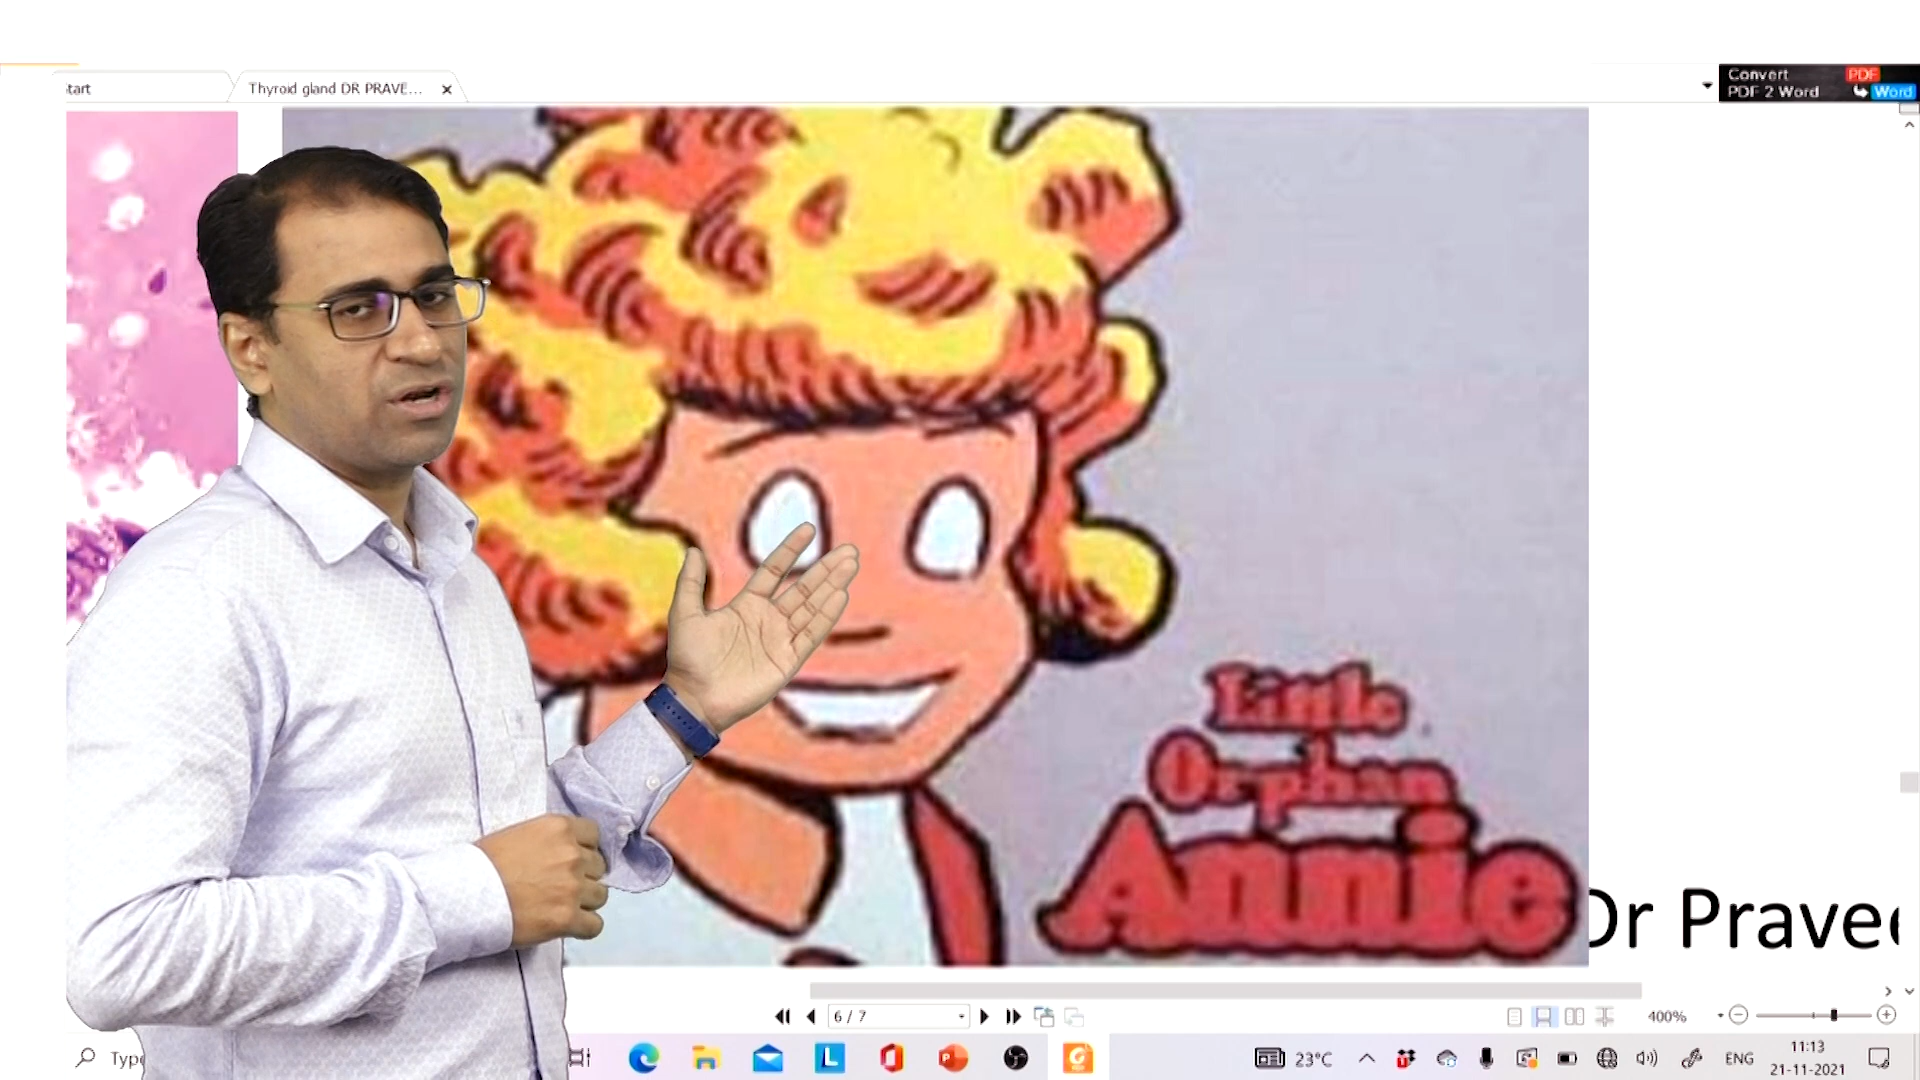 tart
Thyroid gland DR PRAVE...
Convert PDF
PDF 2 Word Word
Little
Orphan
Annie
Dr Prave
6 / 7
400%
Type
L
23°C
ENG
11:13
21-11-2021